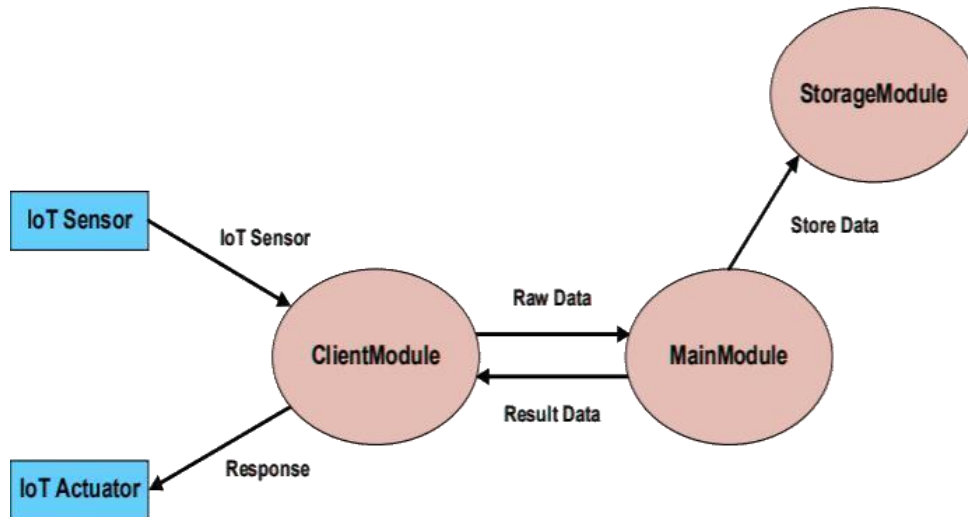 StorageModule
IoT Sensor
IoT Sensor
Store Data
Raw Data
ClientModule
MainModule
Result Data
Response
IoT Actuator